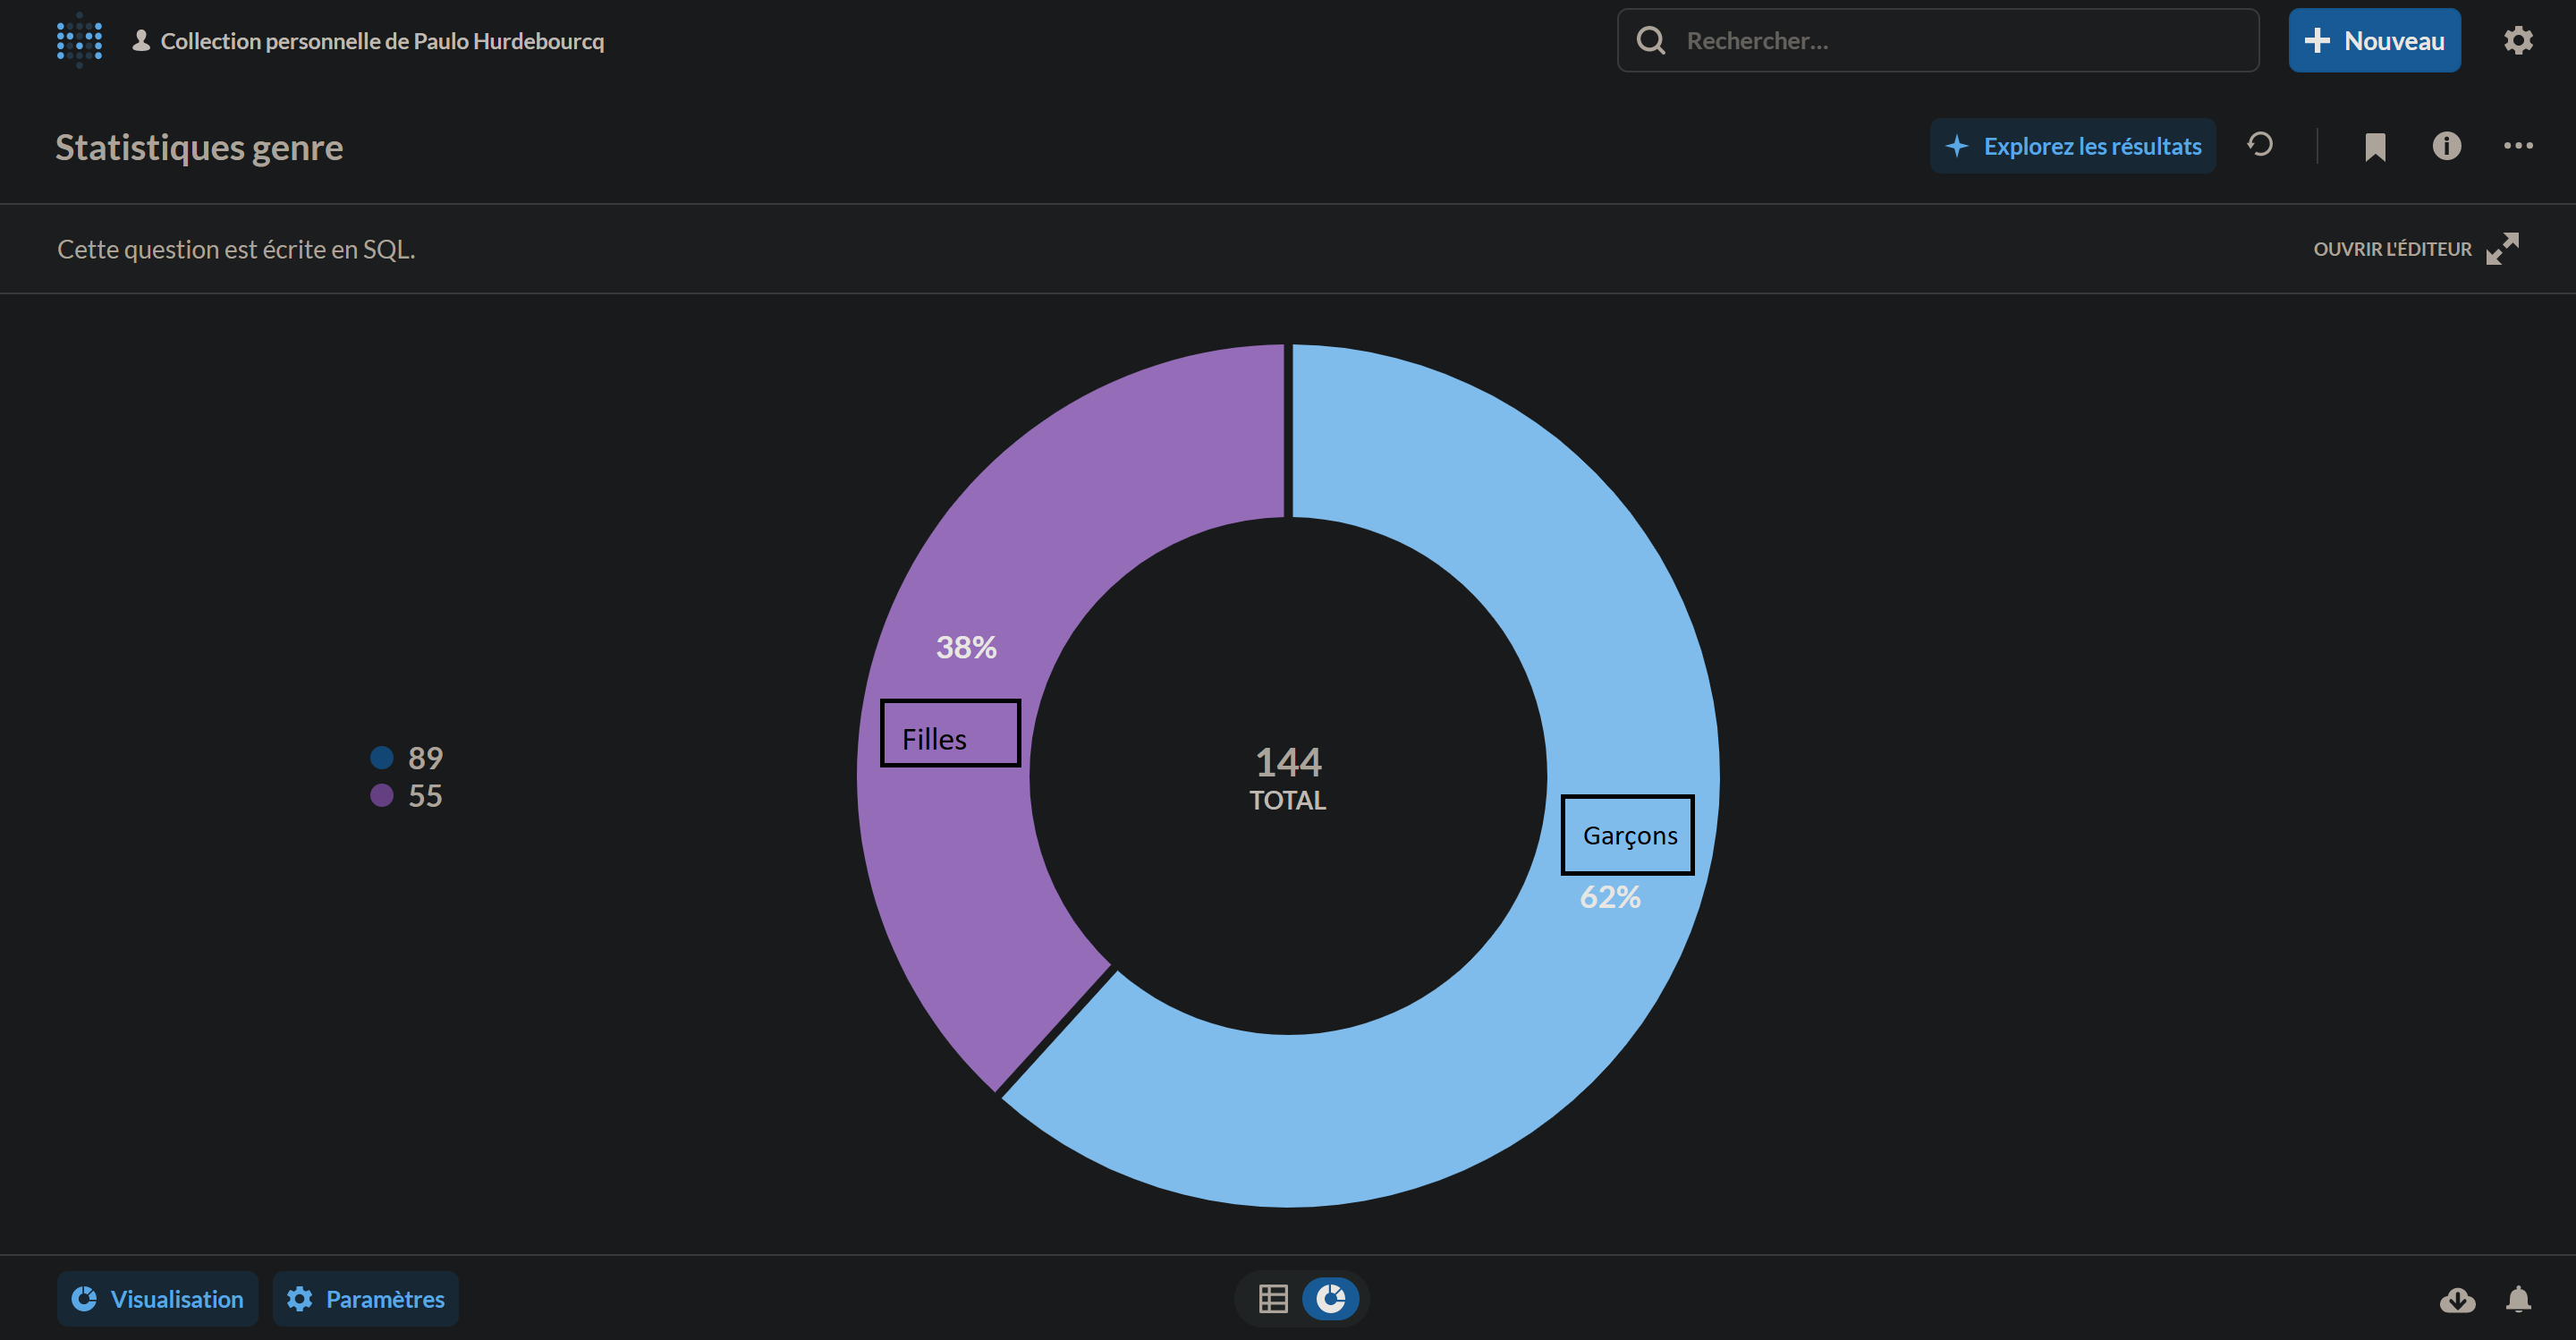 Collection personnelle de Paulo Hurdebourcq
Rechercher...
Nouveau
Statistiques genre
Explorez les résultats
Cette question est écrite en SQL.
OUVRIR L'ÉDITEUR
38%
Filles
89
55
144
TOTAL
Garçons
62%
Visualisation
Paramètres